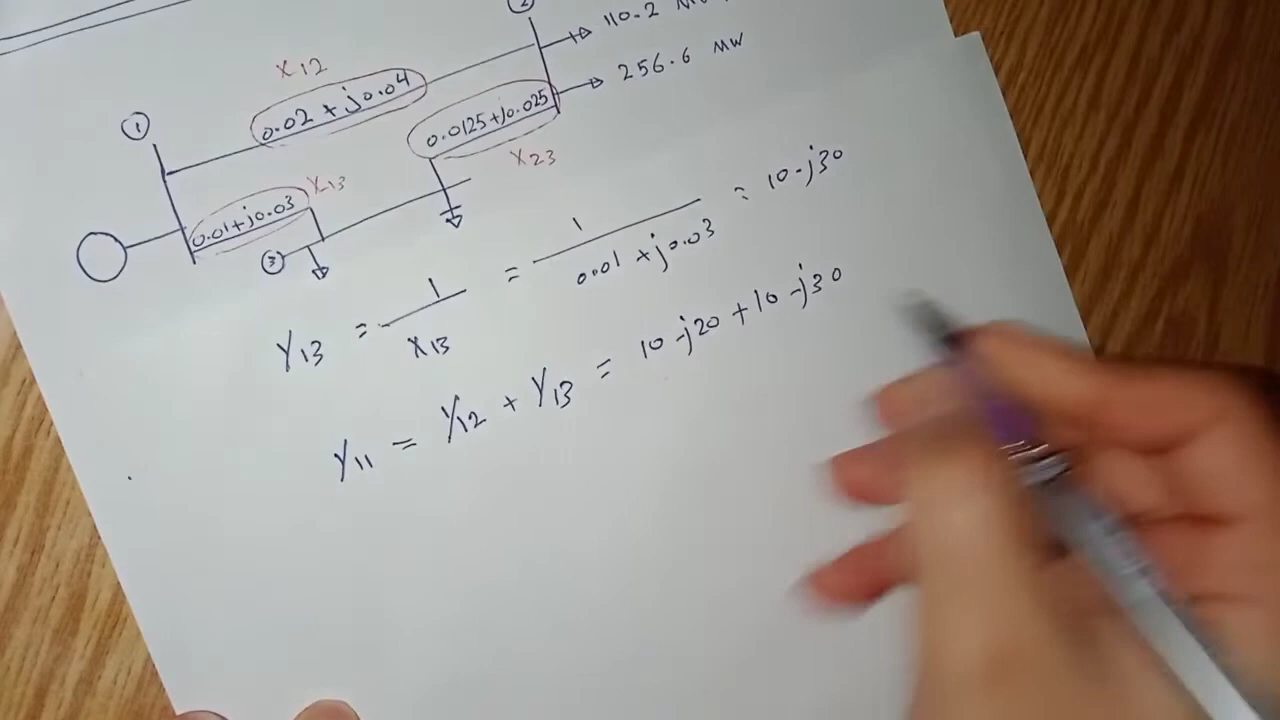 ②
110.2
X12
256.6 MW
0.02 + j0.04
①
0.0125+j0.025
X23
X13
0.01+j0.03
③
Y13 = 1 / X13 = 1 / 0.01 + j0.03 = 10-j30
Y11 = Y12 + Y13 = 10-j20 + 10-j30